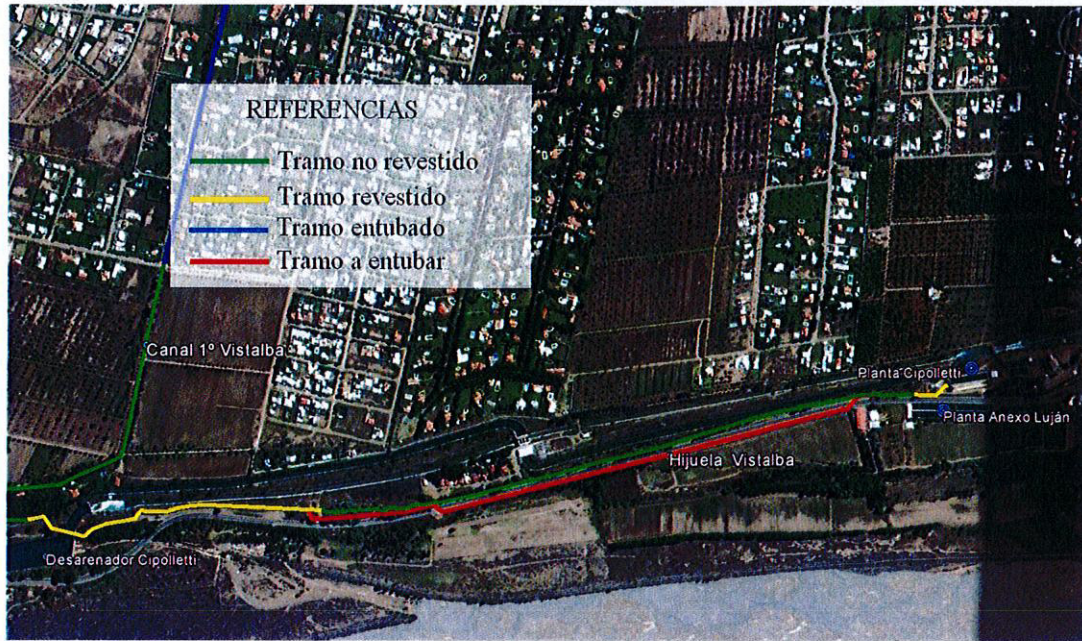 REFERENCIAS
Tramo no revestido
Tramo revestido
Tramo entubado
Tramo a entubar
Canal 1º Vistalba
Planta Cipolletti
Planta Anexo Luján
Hijuela Vistalba
Desarenador Cipolletti